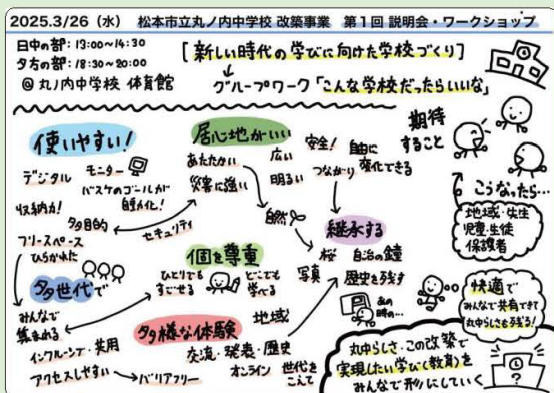 2025.3/26（水） 松本市立丸ノ内中学校 改築事業 第1回 説明会・ワークショップ
日中の部：13:00〜14:30
夕方の部：18:30〜20:00
@丸ノ内中学校 体育館
[新しい時代の学びに向けた学校づくり]
グループワーク「こんな学校だったらいいな」
使いやすい！
デジタル
モニター
バスケのゴールが
自動化！
収納力！
多目的
フリースペース
ひらかれた
セキュリティ
居心地がいい
あたたかい
広い
安全！
自由に
変化できる
災害に強い
明るい
つながり
自然
個を尊重
ひとりでも
すごせる
どこでも
学べる
継承する
桜
自治の鐘
写真
歴史を残す
あの
時の…
多世代で
みんなで
集まれる
インクルーシブ・共用
アクセスしやすい
バリアフリー
多様な体験
地域
交流・発表・歴史
オンライン
世代を
こえて
期待
すること
こうなったら…
地域・先生
児童・生徒
保護者
快適で
みんなで共有できて
丸中らしさも残る！
丸中らしさ・この改築で
実現したい学び（教育）を
みんなで形にしていく
?